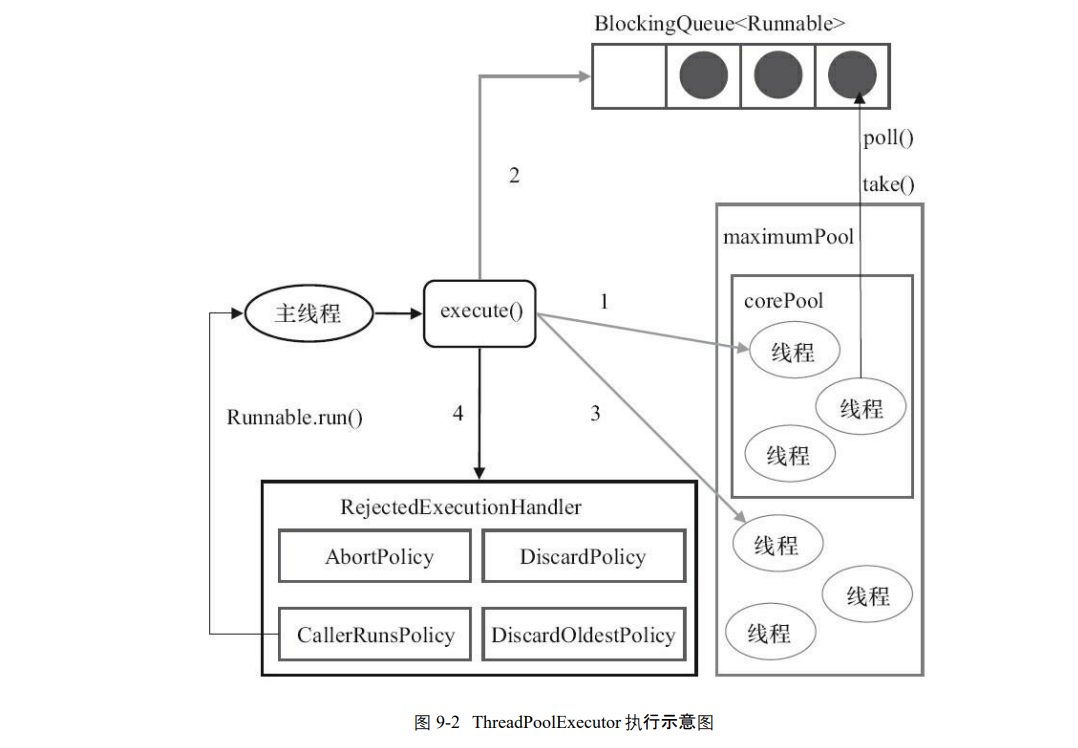 BlockingQueue<Runnable>
poll()
2
take()
maximumPool
corePool
1
主线程
execute()
线程
线程
4
3
Runnable.run()
线程
RejectedExecutionHandler
线程
AbortPolicy
DiscardPolicy
线程
CallerRunsPolicy
DiscardOldestPolicy
线程
图 9-2 ThreadPoolExecutor 执行示意图